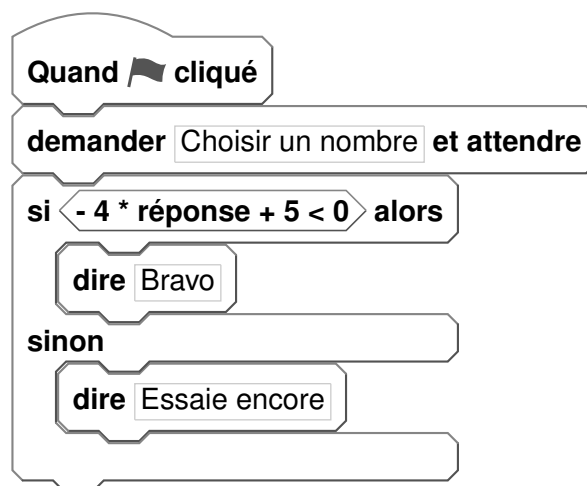 Quand cliqué
demander Choisir un nombre et attendre
si - 4 * réponse + 5 < 0 alors
dire Bravo
sinon
dire Essaie encore